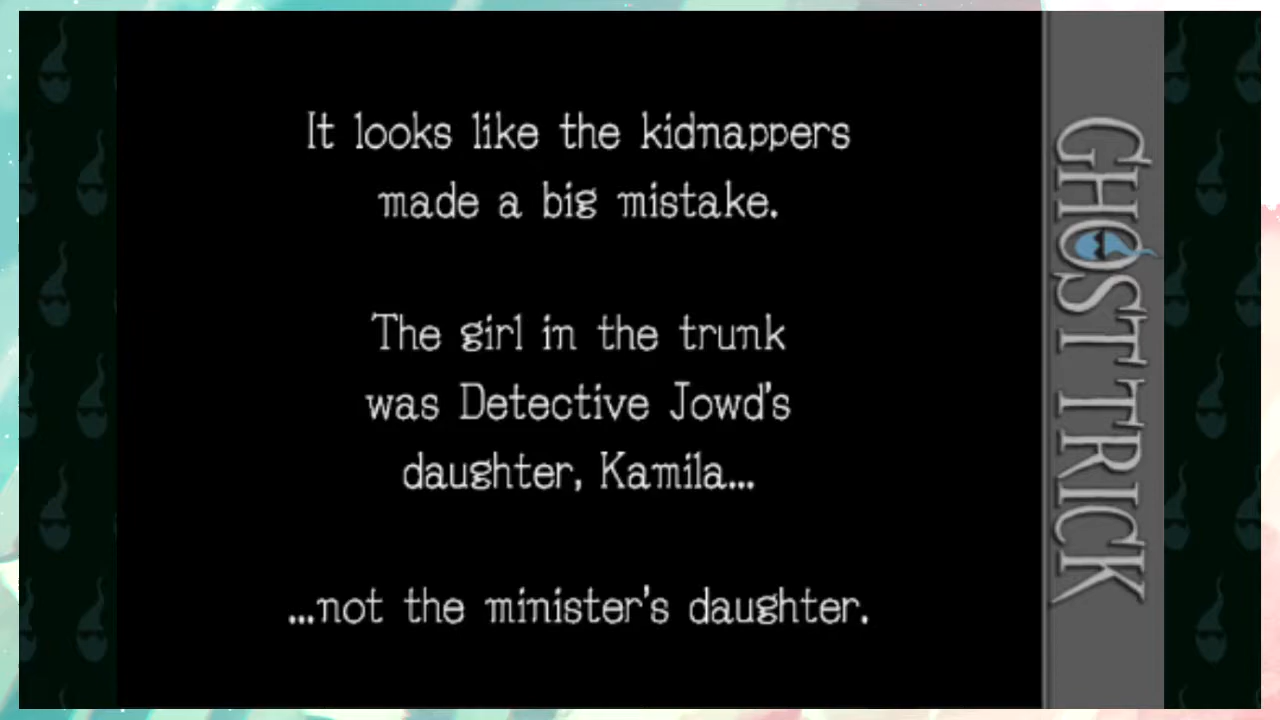 It looks like the kidnappers
made a big mistake.
The girl in the trunk
was Detective Jowd's
daughter, Kamila...
...not the minister's daughter.
GHOST TRICK